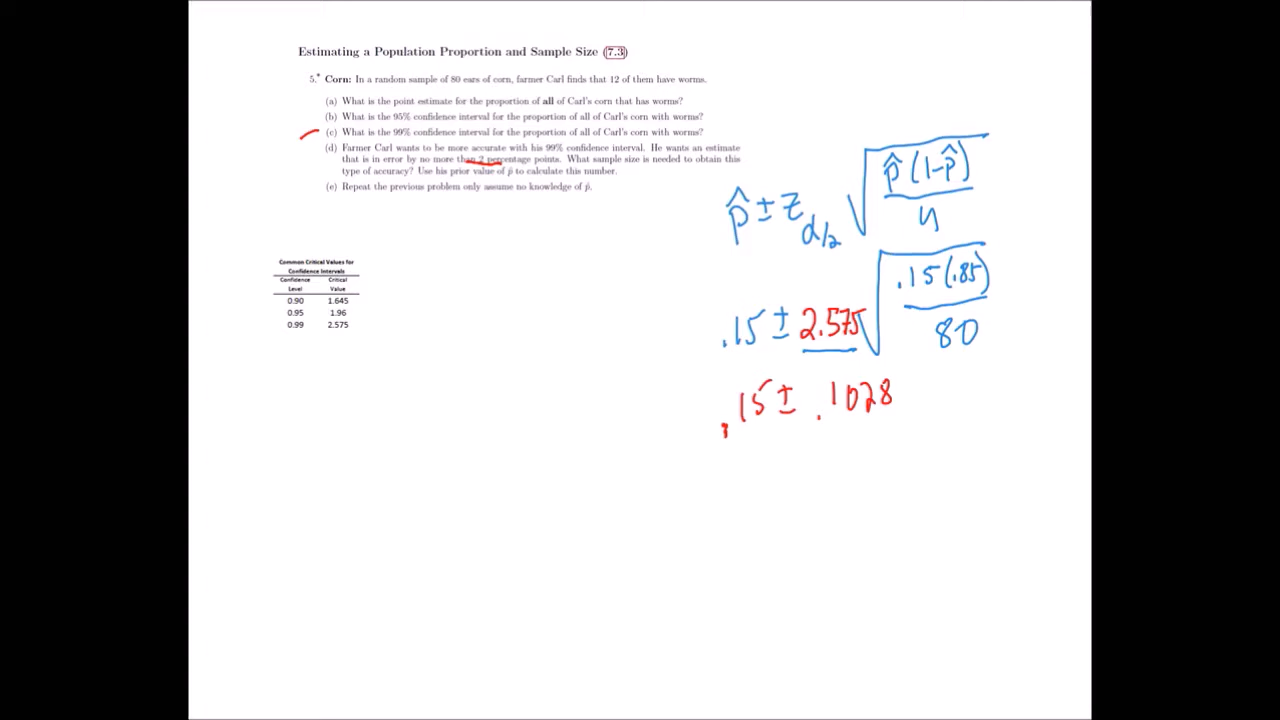 Estimating a Population Proportion and Sample Size (7.3)
5.* Corn: In a random sample of 80 ears of corn, farmer Carl finds that 12 of them have worms.
(a) What is the point estimate for the proportion of all of Carl's corn that has worms?
(b) What is the 95% confidence interval for the proportion of all of Carl's corn with worms?
(c) What is the 99% confidence interval for the proportion of all of Carl's corn with worms?
(d) Farmer Carl wants to be more accurate with his 99% confidence interval. He wants an estimate
that is in error by no more than 2 percentage points. What sample size is needed to obtain this
type of accuracy? Use his prior value of p̂ to calculate this number.
(e) Repeat the previous problem only assume no knowledge of p̂.
Common Critical Values for
Confidence Intervals
Confidence Critical
Level Value
0.90 1.645
0.95 1.96
0.99 2.575
p̂ ± z α/2 √ p̂(1-p̂) / n
.15 ± 2.575 √ .15(.85) / 80
.15 ± .1028